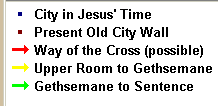 City in Jesus' Time
Present Old City Wall
Way of the Cross (possible)
Upper Room to Gethsemane
Gethsemane to Sentence